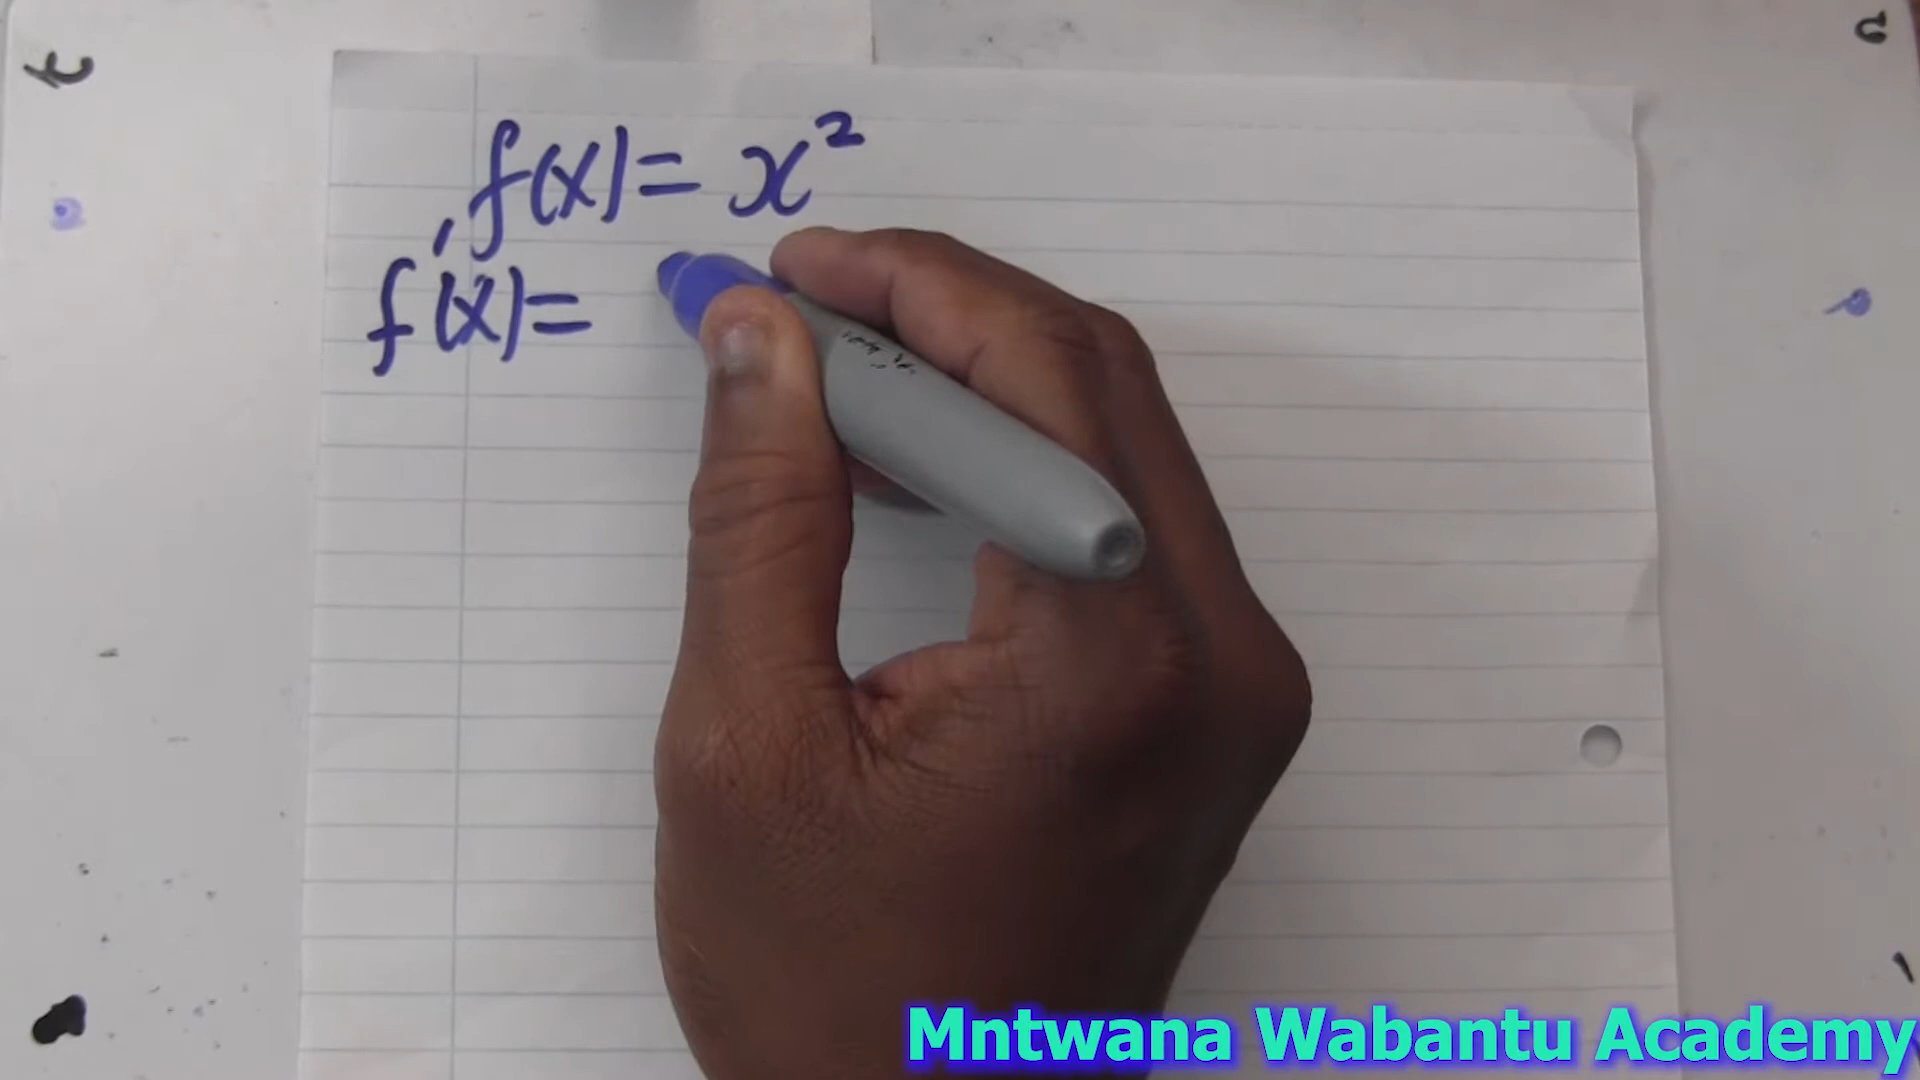 f(x) = x²
f'(x) =
Mntwana Wabantu Academy